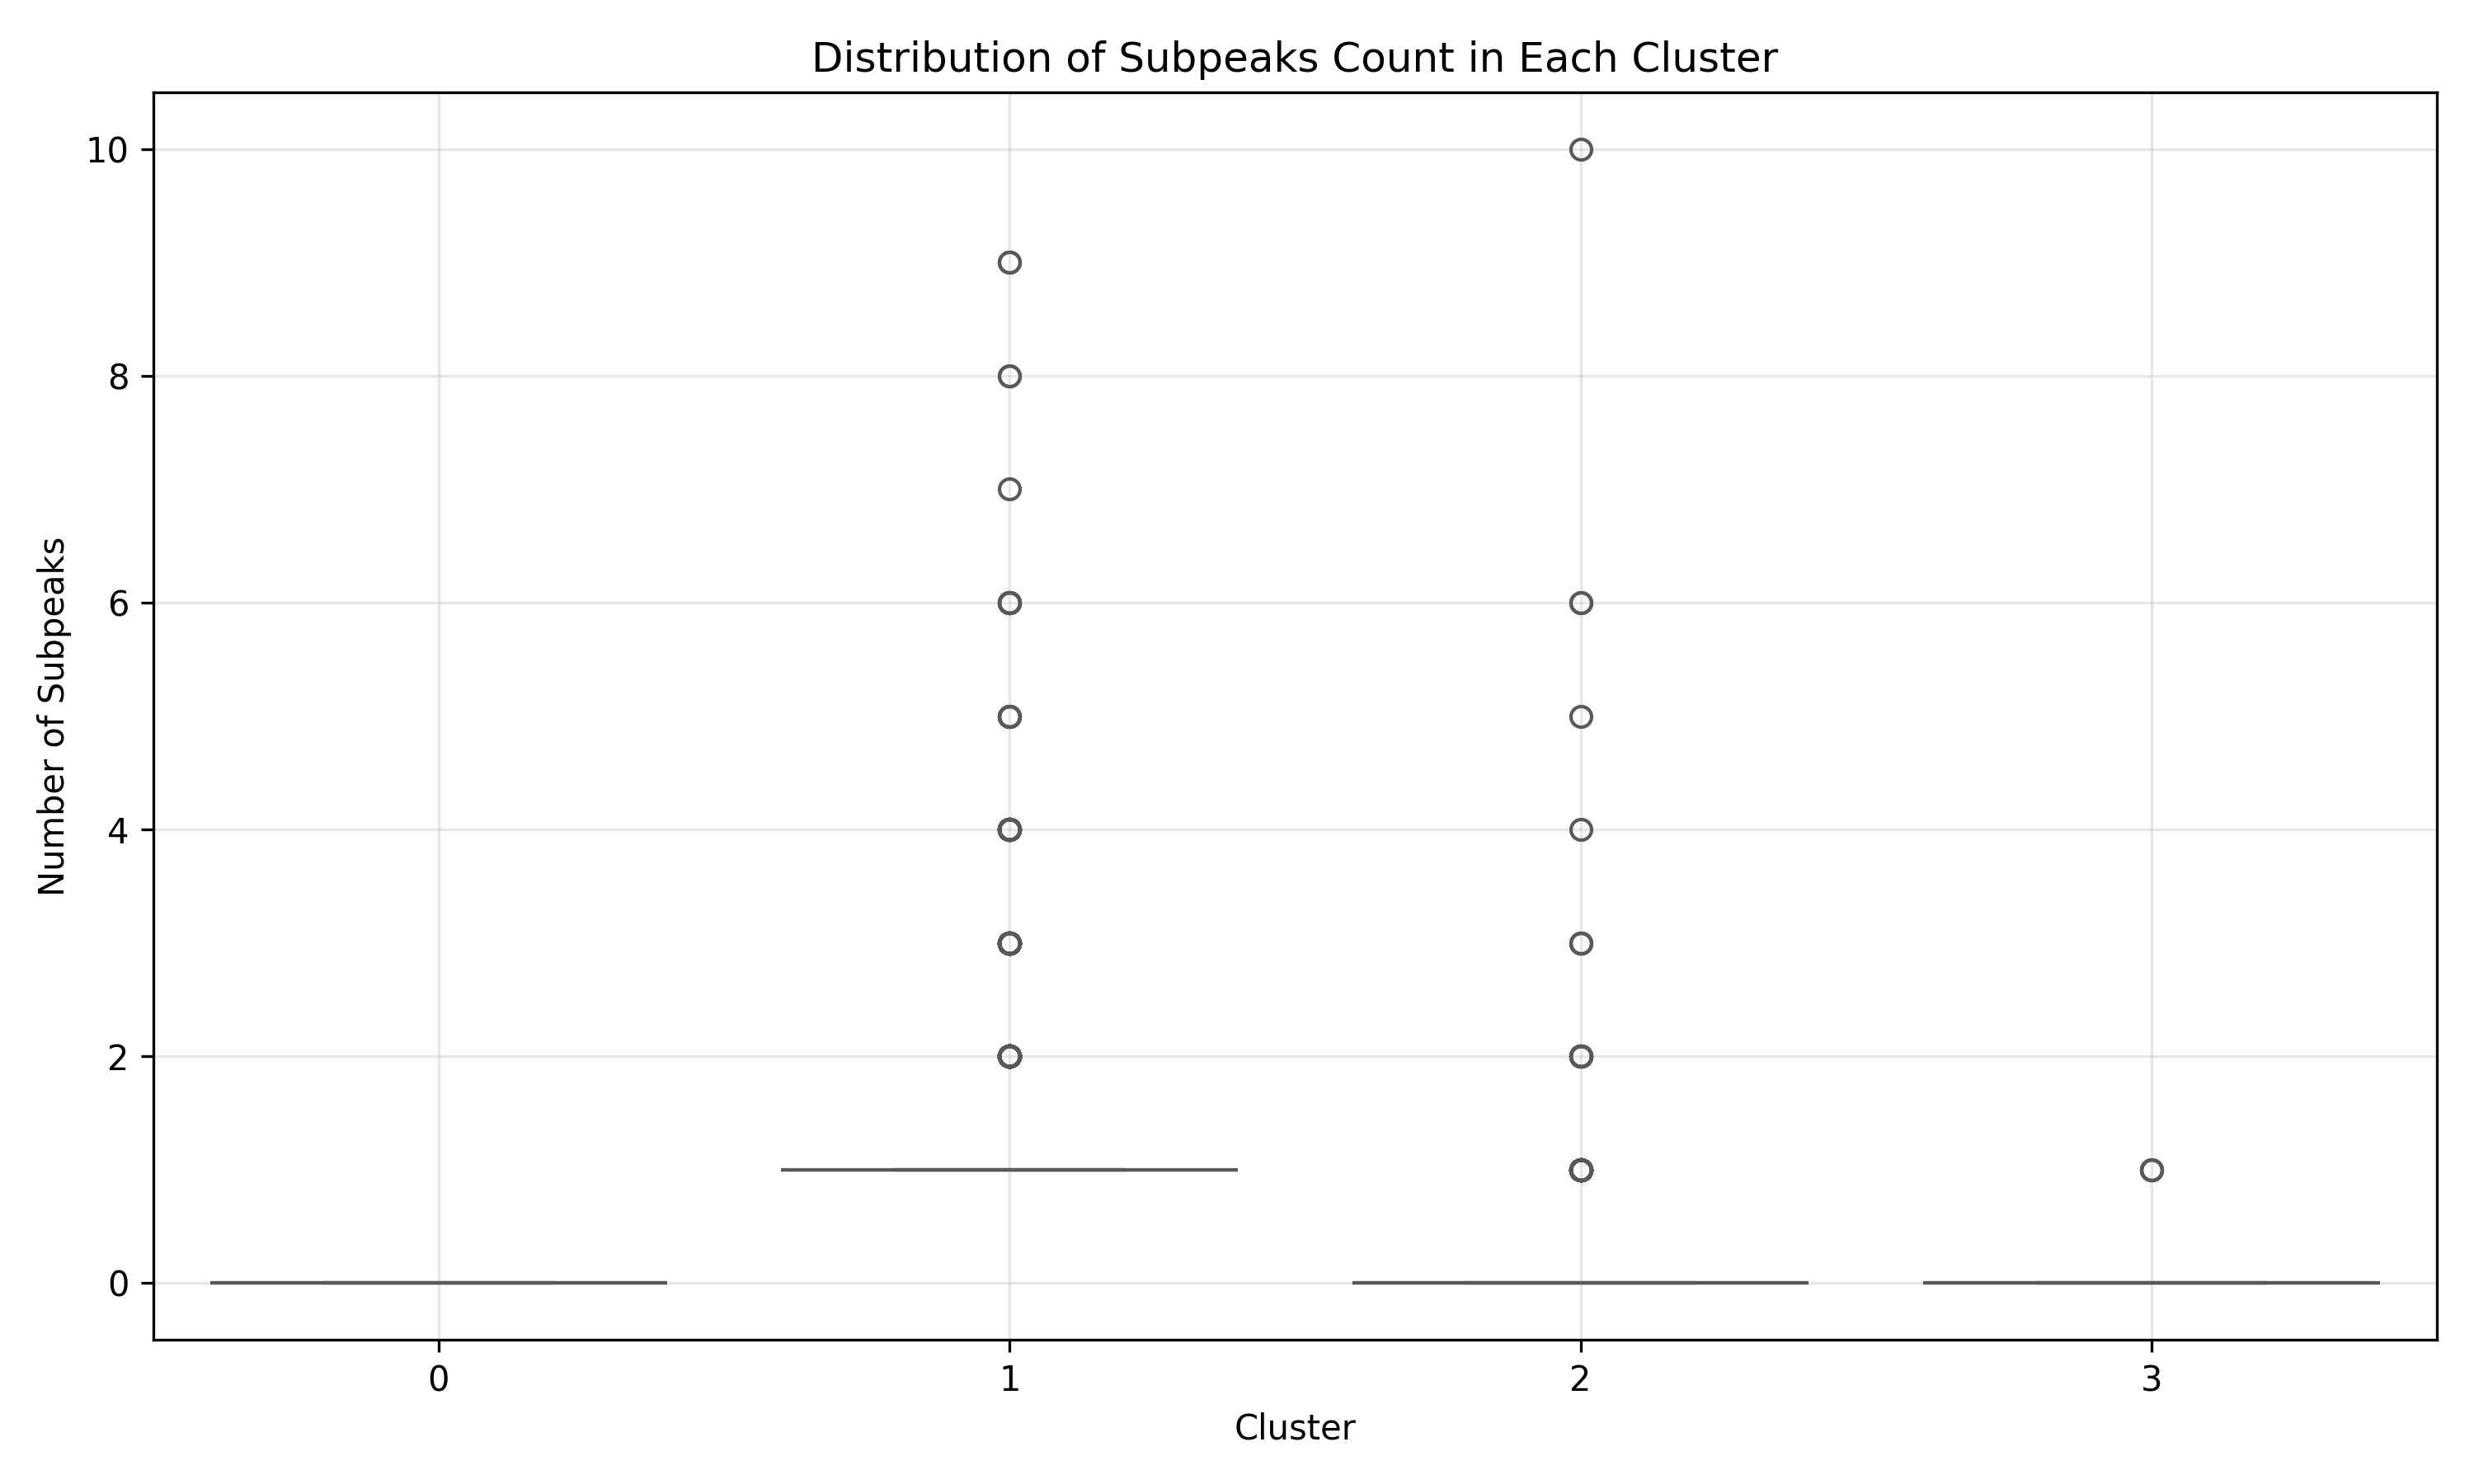 Distribution of Subpeaks Count in Each Cluster
10
8
6
4
2
0
Number of Subpeaks
0 1 2 3
Cluster